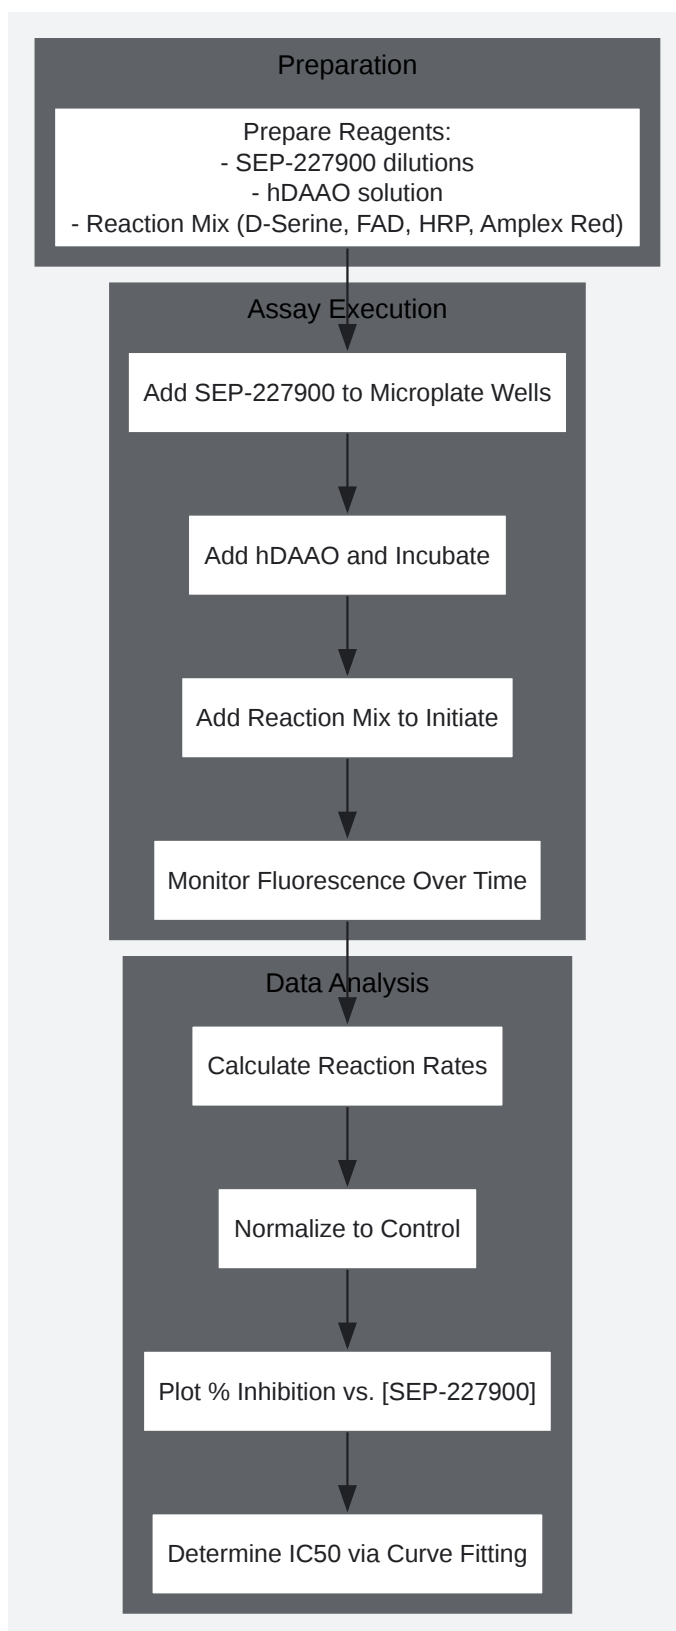 Preparation
Prepare Reagents:
- SEP-227900 dilutions
- hDAAO solution
- Reaction Mix (D-Serine, FAD, HRP, Amplex Red)
Assay Execution
Add SEP-227900 to Microplate Wells
Add hDAAO and Incubate
Add Reaction Mix to Initiate
Monitor Fluorescence Over Time
Data Analysis
Calculate Reaction Rates
Normalize to Control
Plot % Inhibition vs. [SEP-227900]
Determine IC50 via Curve Fitting